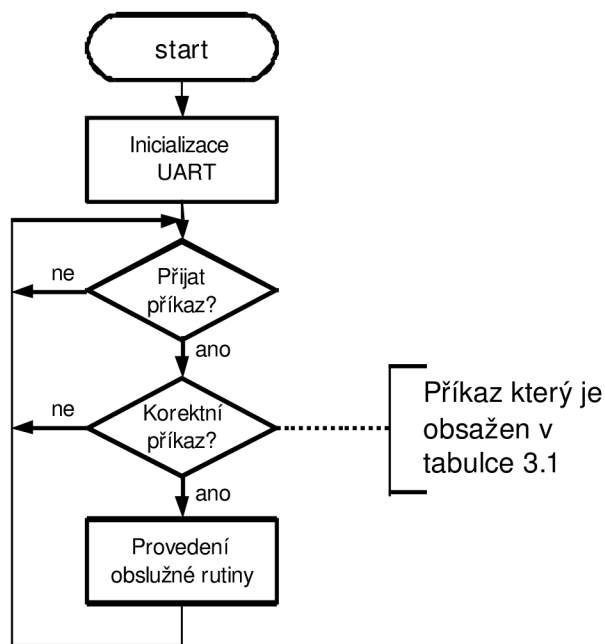 start
Inicializace
UART
ne
Přijat
příkaz?
ano
ne
Korektní
příkaz?
Příkaz který je
obsažen v
tabulce 3.1
ano
Provedení
obslužné rutiny